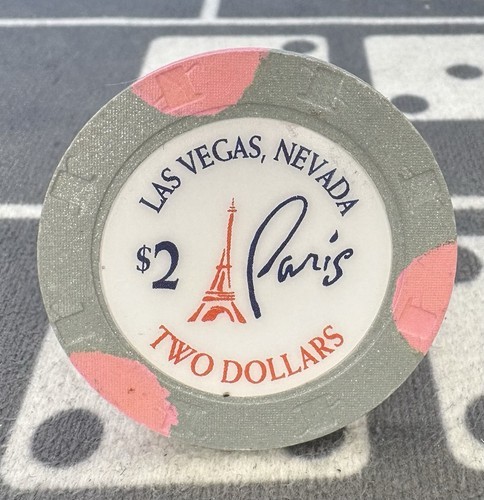 LAS VEGAS, NEVADA
$2 Paris
TWO DOLLARS